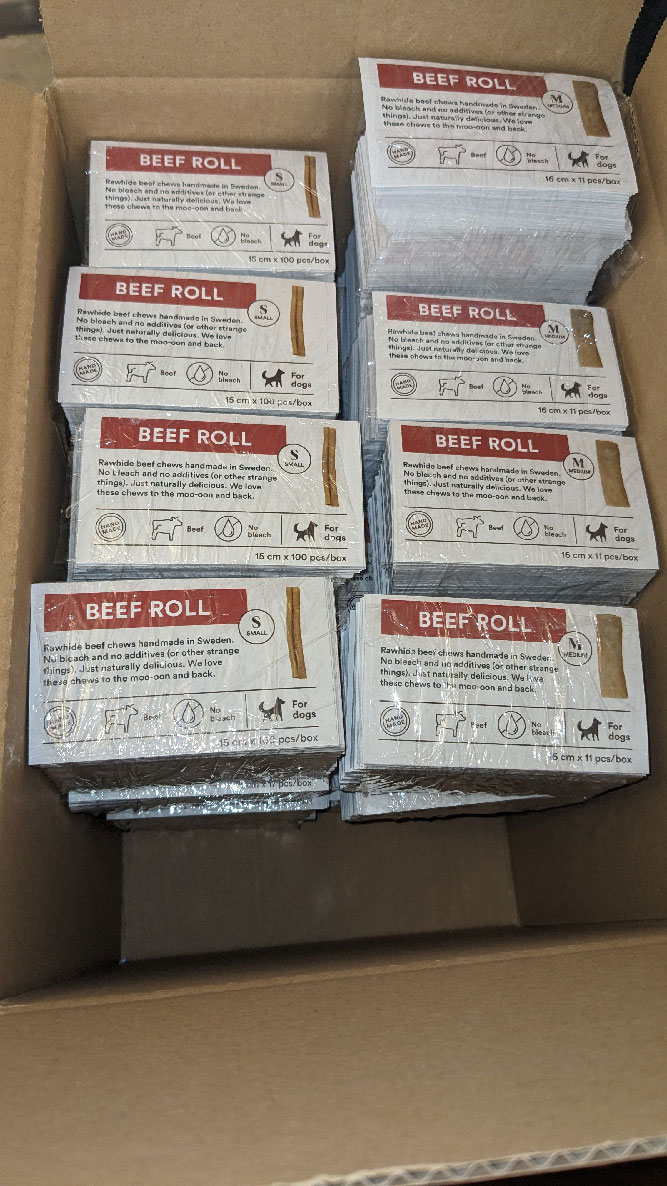 BEEF ROLL
S
SMALL
Rawhide beef chews handmade in Sweden.
No bleach and no additives (or other strange
things). Just naturally delicious. We love
these chews to the moo-oon and back.
HAND MADE
Beef
No bleach
For dogs
15 cm x 100 pcs/box
BEEF ROLL
S
SMALL
Rawhide beef chews handmade in Sweden.
No bleach and no additives (or other strange
things). Just naturally delicious. We love
these chews to the moo-oon and back.
HAND MADE
Beef
No bleach
For dogs
15 cm x 100 pcs/box
BEEF ROLL
S
SMALL
Rawhide beef chews handmade in Sweden.
No bleach and no additives (or other strange
things). Just naturally delicious. We love
these chews to the moo-oon and back.
HAND MADE
Beef
No bleach
For dogs
15 cm x 100 pcs/box
BEEF ROLL
S
SMALL
Rawhide beef chews handmade in Sweden.
No bleach and no additives (or other strange
things). Just naturally delicious. We love
these chews to the moo-oon and back.
HAND MADE
Beef
No bleach
For dogs
15 cm x 100 pcs/box
pcs/box
BEEF ROLL
M
MEDIUM
Rawhide beef chews handmade in Sweden.
No bleach and no additives (or other strange
things). Just naturally delicious. We love
these chews to the moo-oon and back.
HAND MADE
Beef
No bleach
For dogs
16 cm x 11 pcs/box
BEEF ROLL
M
MEDIUM
Rawhide beef chews handmade in Sweden.
No bleach and no additives (or other strange
things). Just naturally delicious. We love
these chews to the moo-oon and back.
HAND MADE
Beef
No bleach
For dogs
16 cm x 11 pcs/box
BEEF ROLL
M
MEDIUM
Rawhide beef chews handmade in Sweden.
No bleach and no additives (or other strange
things). Just naturally delicious. We love
these chews to the moo-oon and back.
HAND MADE
Beef
No bleach
For dogs
16 cm x 11 pcs/box
BEEF ROLL
M
MEDIUM
Rawhide beef chews handmade in Sweden.
No bleach and no additives (or other strange
things). Just naturally delicious. We love
these chews to the moo-oon and back.
HAND MADE
Beef
No bleach
For dogs
cm x 11 pcs/box